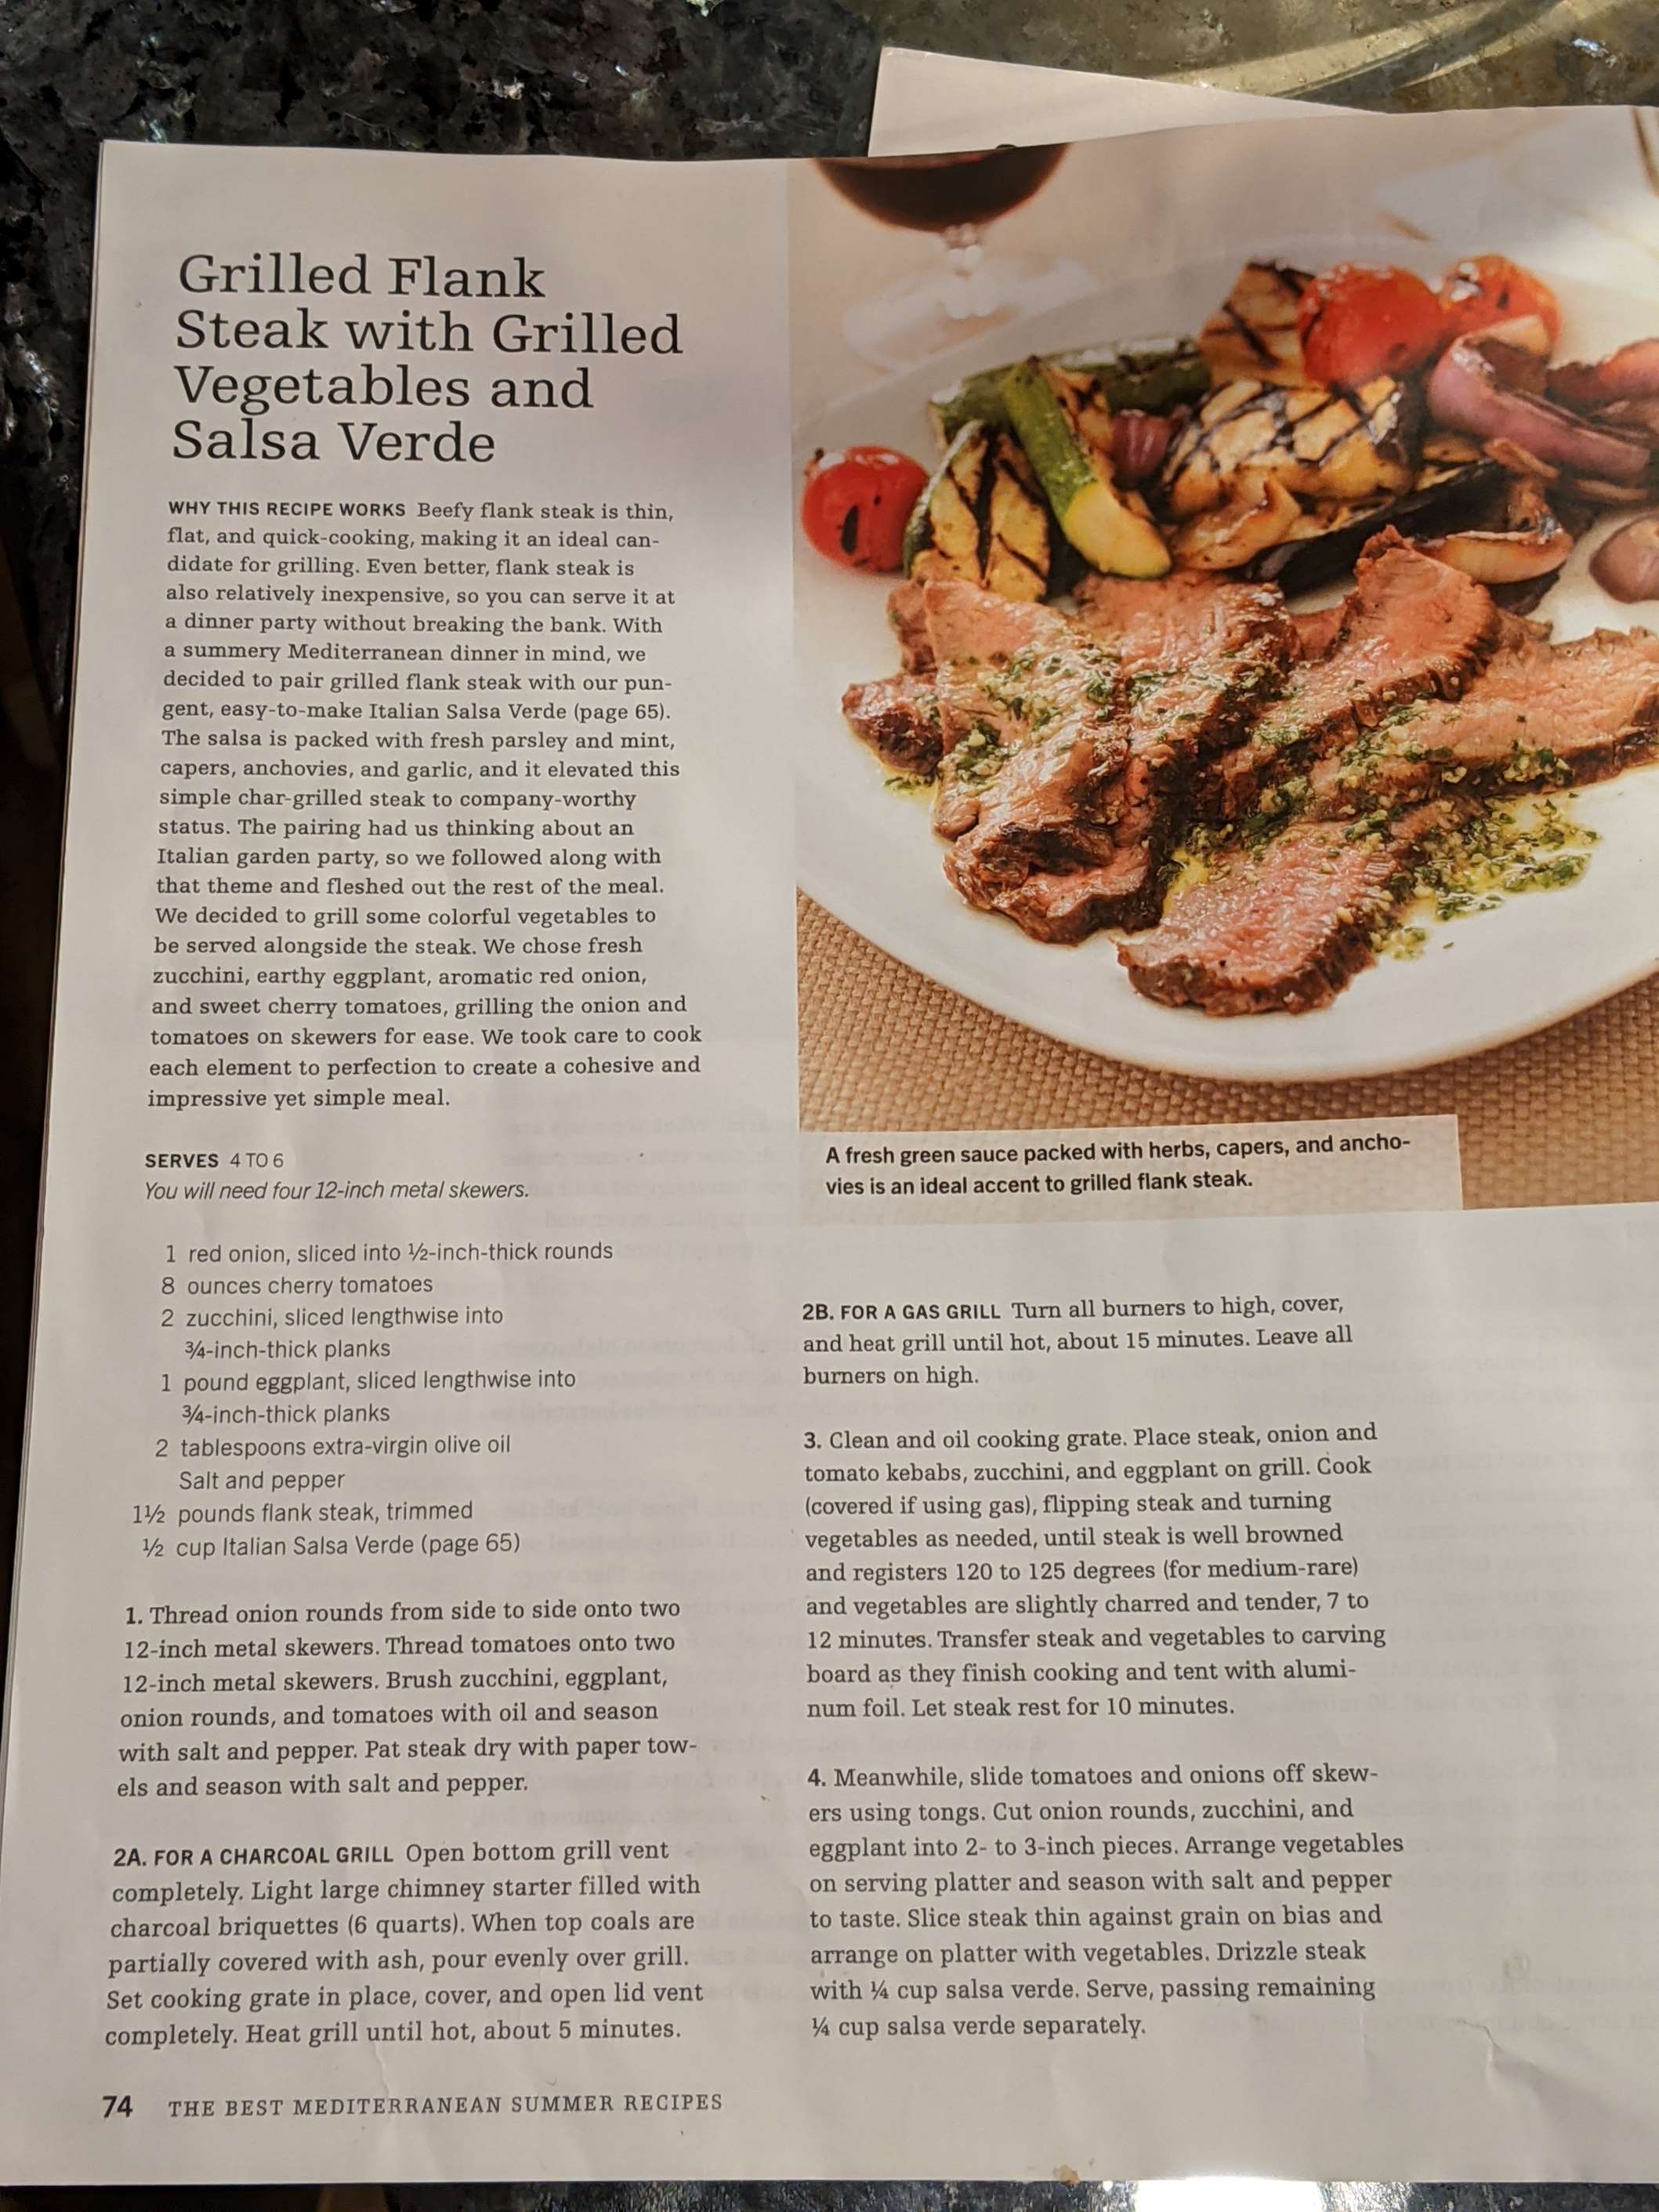 Grilled Flank
Steak with Grilled
Vegetables and
Salsa Verde
WHY THIS RECIPE WORKS Beefy flank steak is thin,
flat, and quick-cooking, making it an ideal can-
didate for grilling. Even better, flank steak is
also relatively inexpensive, so you can serve it at
a dinner party without breaking the bank. With
a summery Mediterranean dinner in mind, we
decided to pair grilled flank steak with our pun-
gent, easy-to-make Italian Salsa Verde (page 65).
The salsa is packed with fresh parsley and mint,
capers, anchovies, and garlic, and it elevated this
simple char-grilled steak to company-worthy
status. The pairing had us thinking about an
Italian garden party, so we followed along with
that theme and fleshed out the rest of the meal.
We decided to grill some colorful vegetables to
be served alongside the steak. We chose fresh
zucchini, earthy eggplant, aromatic red onion,
and sweet cherry tomatoes, grilling the onion and
tomatoes on skewers for ease. We took care to cook
each element to perfection to create a cohesive and
impressive yet simple meal.
SERVES 4 TO 6
You will need four 12-inch metal skewers.
1 red onion, sliced into ½-inch-thick rounds
8 ounces cherry tomatoes
2 zucchini, sliced lengthwise into
¾-inch-thick planks
1 pound eggplant, sliced lengthwise into
¾-inch-thick planks
2 tablespoons extra-virgin olive oil
Salt and pepper
1½ pounds flank steak, trimmed
½ cup Italian Salsa Verde (page 65)
1. Thread onion rounds from side to side onto two
12-inch metal skewers. Thread tomatoes onto two
12-inch metal skewers. Brush zucchini, eggplant,
onion rounds, and tomatoes with oil and season
with salt and pepper. Pat steak dry with paper tow-
els and season with salt and pepper.
2A. FOR A CHARCOAL GRILL Open bottom grill vent
completely. Light large chimney starter filled with
charcoal briquettes (6 quarts). When top coals are
partially covered with ash, pour evenly over grill.
Set cooking grate in place, cover, and open lid vent
completely. Heat grill until hot, about 5 minutes.
A fresh green sauce packed with herbs, capers, and ancho-
vies is an ideal accent to grilled flank steak.
2B. FOR A GAS GRILL Turn all burners to high, cover,
and heat grill until hot, about 15 minutes. Leave all
burners on high.
3. Clean and oil cooking grate. Place steak, onion and
tomato kebabs, zucchini, and eggplant on grill. Cook
(covered if using gas), flipping steak and turning
vegetables as needed, until steak is well browned
and registers 120 to 125 degrees (for medium-rare)
and vegetables are slightly charred and tender, 7 to
12 minutes. Transfer steak and vegetables to carving
board as they finish cooking and tent with alumi-
num foil. Let steak rest for 10 minutes.
4. Meanwhile, slide tomatoes and onions off skew-
ers using tongs. Cut onion rounds, zucchini, and
eggplant into 2- to 3-inch pieces. Arrange vegetables
on serving platter and season with salt and pepper
to taste. Slice steak thin against grain on bias and
arrange on platter with vegetables. Drizzle steak
with ¼ cup salsa verde. Serve, passing remaining
¼ cup salsa verde separately.
74 THE BEST MEDITERRANEAN SUMMER RECIPES